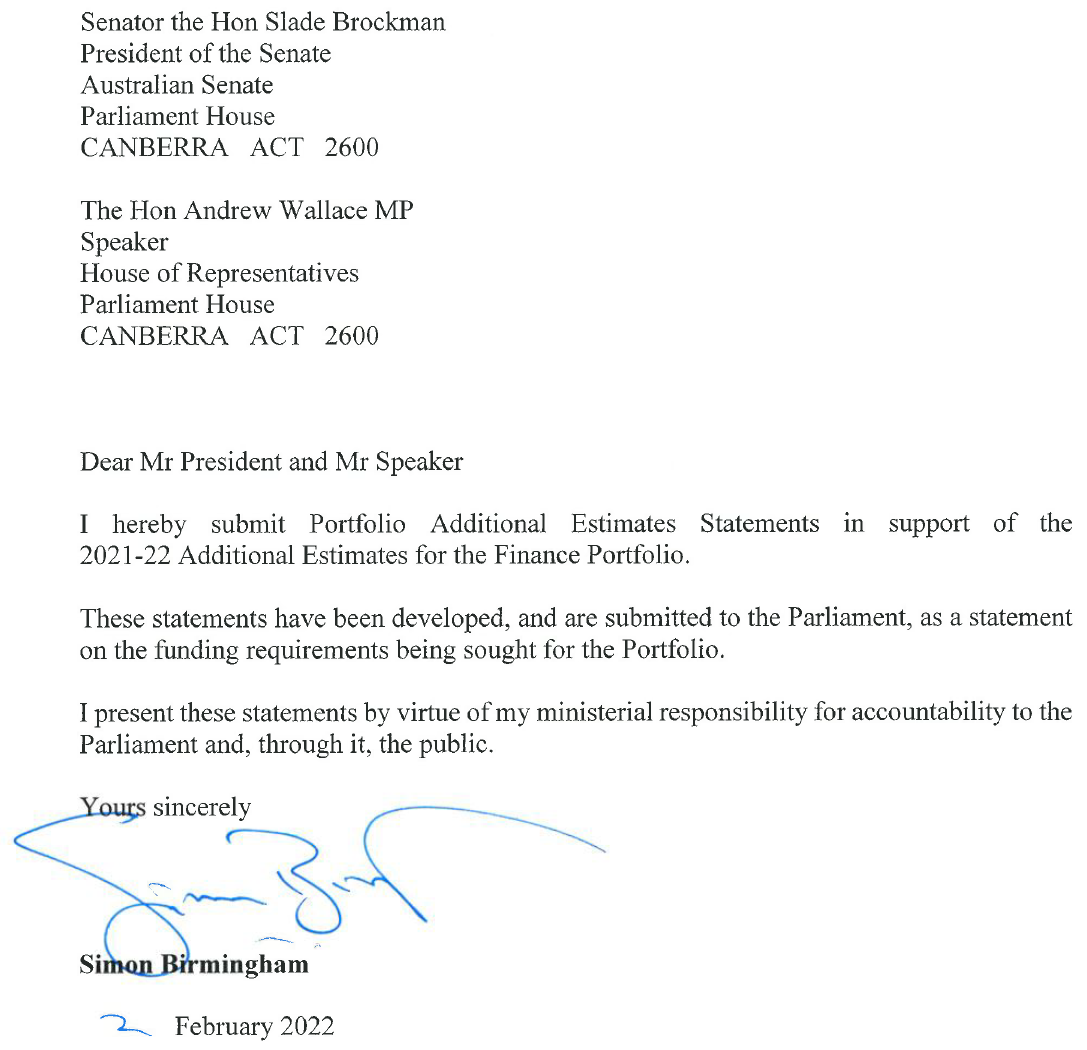 Senator the Hon Slade Brockman
President of the Senate
Australian Senate
Parliament House
CANBERRA ACT 2600
The Hon Andrew Wallace MP
Speaker
House of Representatives
Parliament House
CANBERRA ACT 2600
Dear Mr President and Mr Speaker
I hereby submit Portfolio Additional Estimates Statements in support of the
2021-22 Additional Estimates for the Finance Portfolio.
These statements have been developed, and are submitted to the Parliament, as a statement
on the funding requirements being sought for the Portfolio.
I present these statements by virtue of my ministerial responsibility for accountability to the
Parliament and, through it, the public.
Yours sincerely
Simon Birmingham
2 February 2022